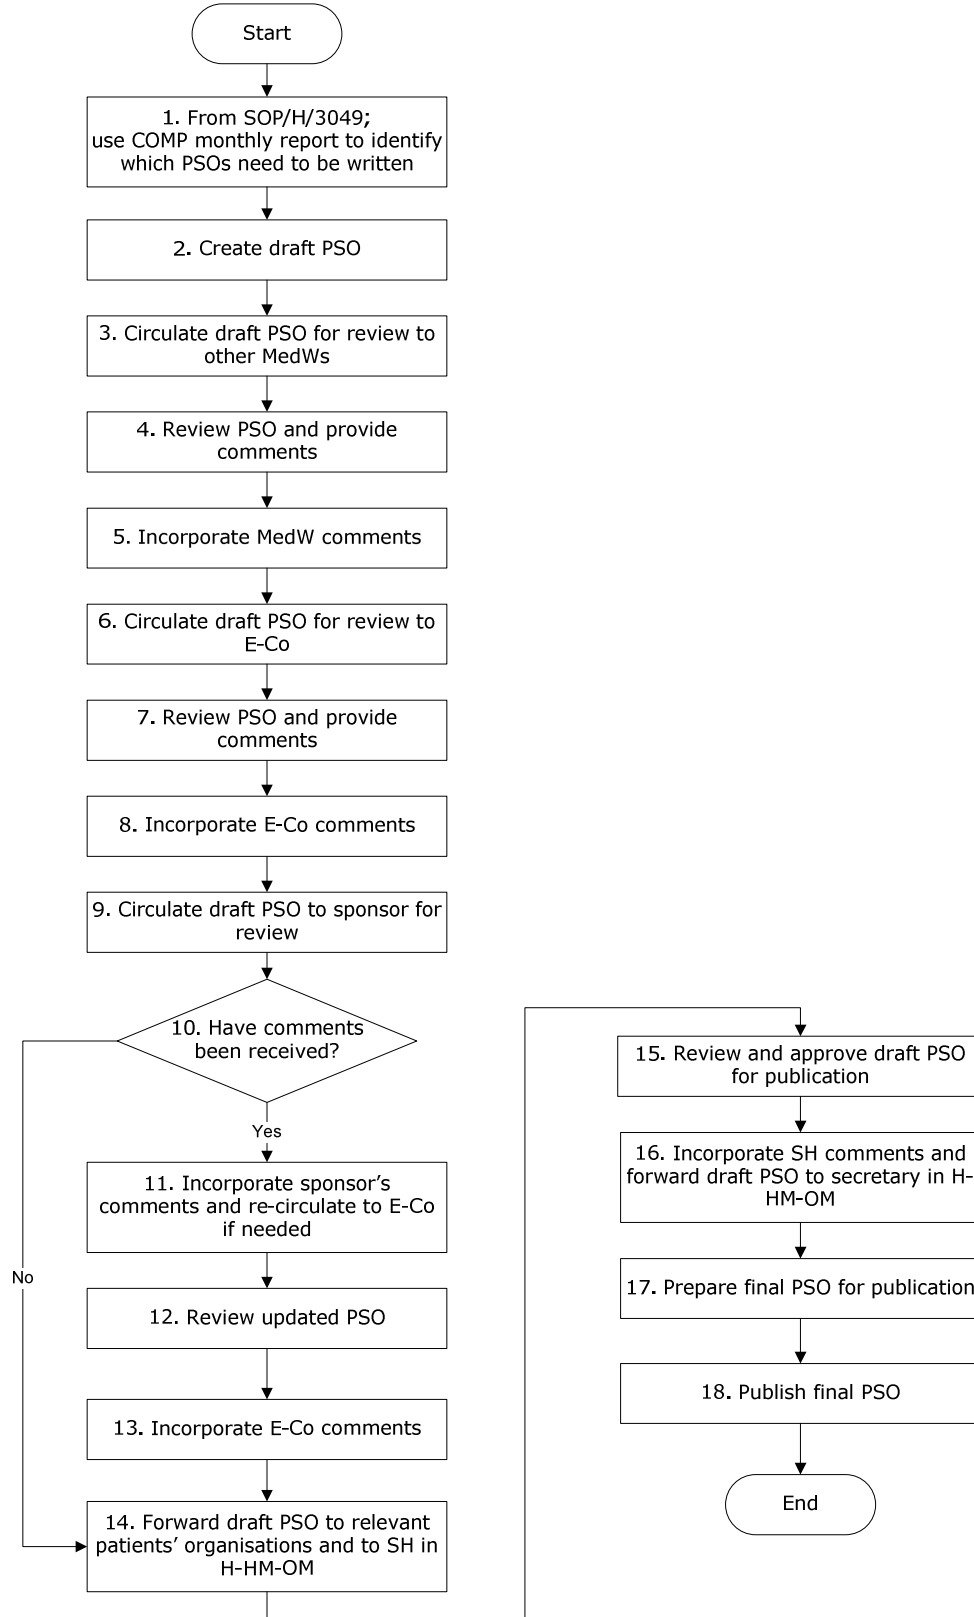 Start
1. From SOP/H/3049;
use COMP monthly report to identify
which PSOs need to be written
2. Create draft PSO
3. Circulate draft PSO for review to
other MedWs
4. Review PSO and provide
comments
5. Incorporate MedW comments
6. Circulate draft PSO for review to
E-Co
7. Review PSO and provide
comments
8. Incorporate E-Co comments
9. Circulate draft PSO to sponsor for
review
10. Have comments
been received?
Yes
11. Incorporate sponsor's
comments and re-circulate to E-Co
if needed
No
12. Review updated PSO
13. Incorporate E-Co comments
14. Forward draft PSO to relevant
patients' organisations and to SH in
H-HM-OM
15. Review and approve draft PSO
for publication
16. Incorporate SH comments and
forward draft PSO to secretary in H-
HM-OM
17. Prepare final PSO for publication
18. Publish final PSO
End